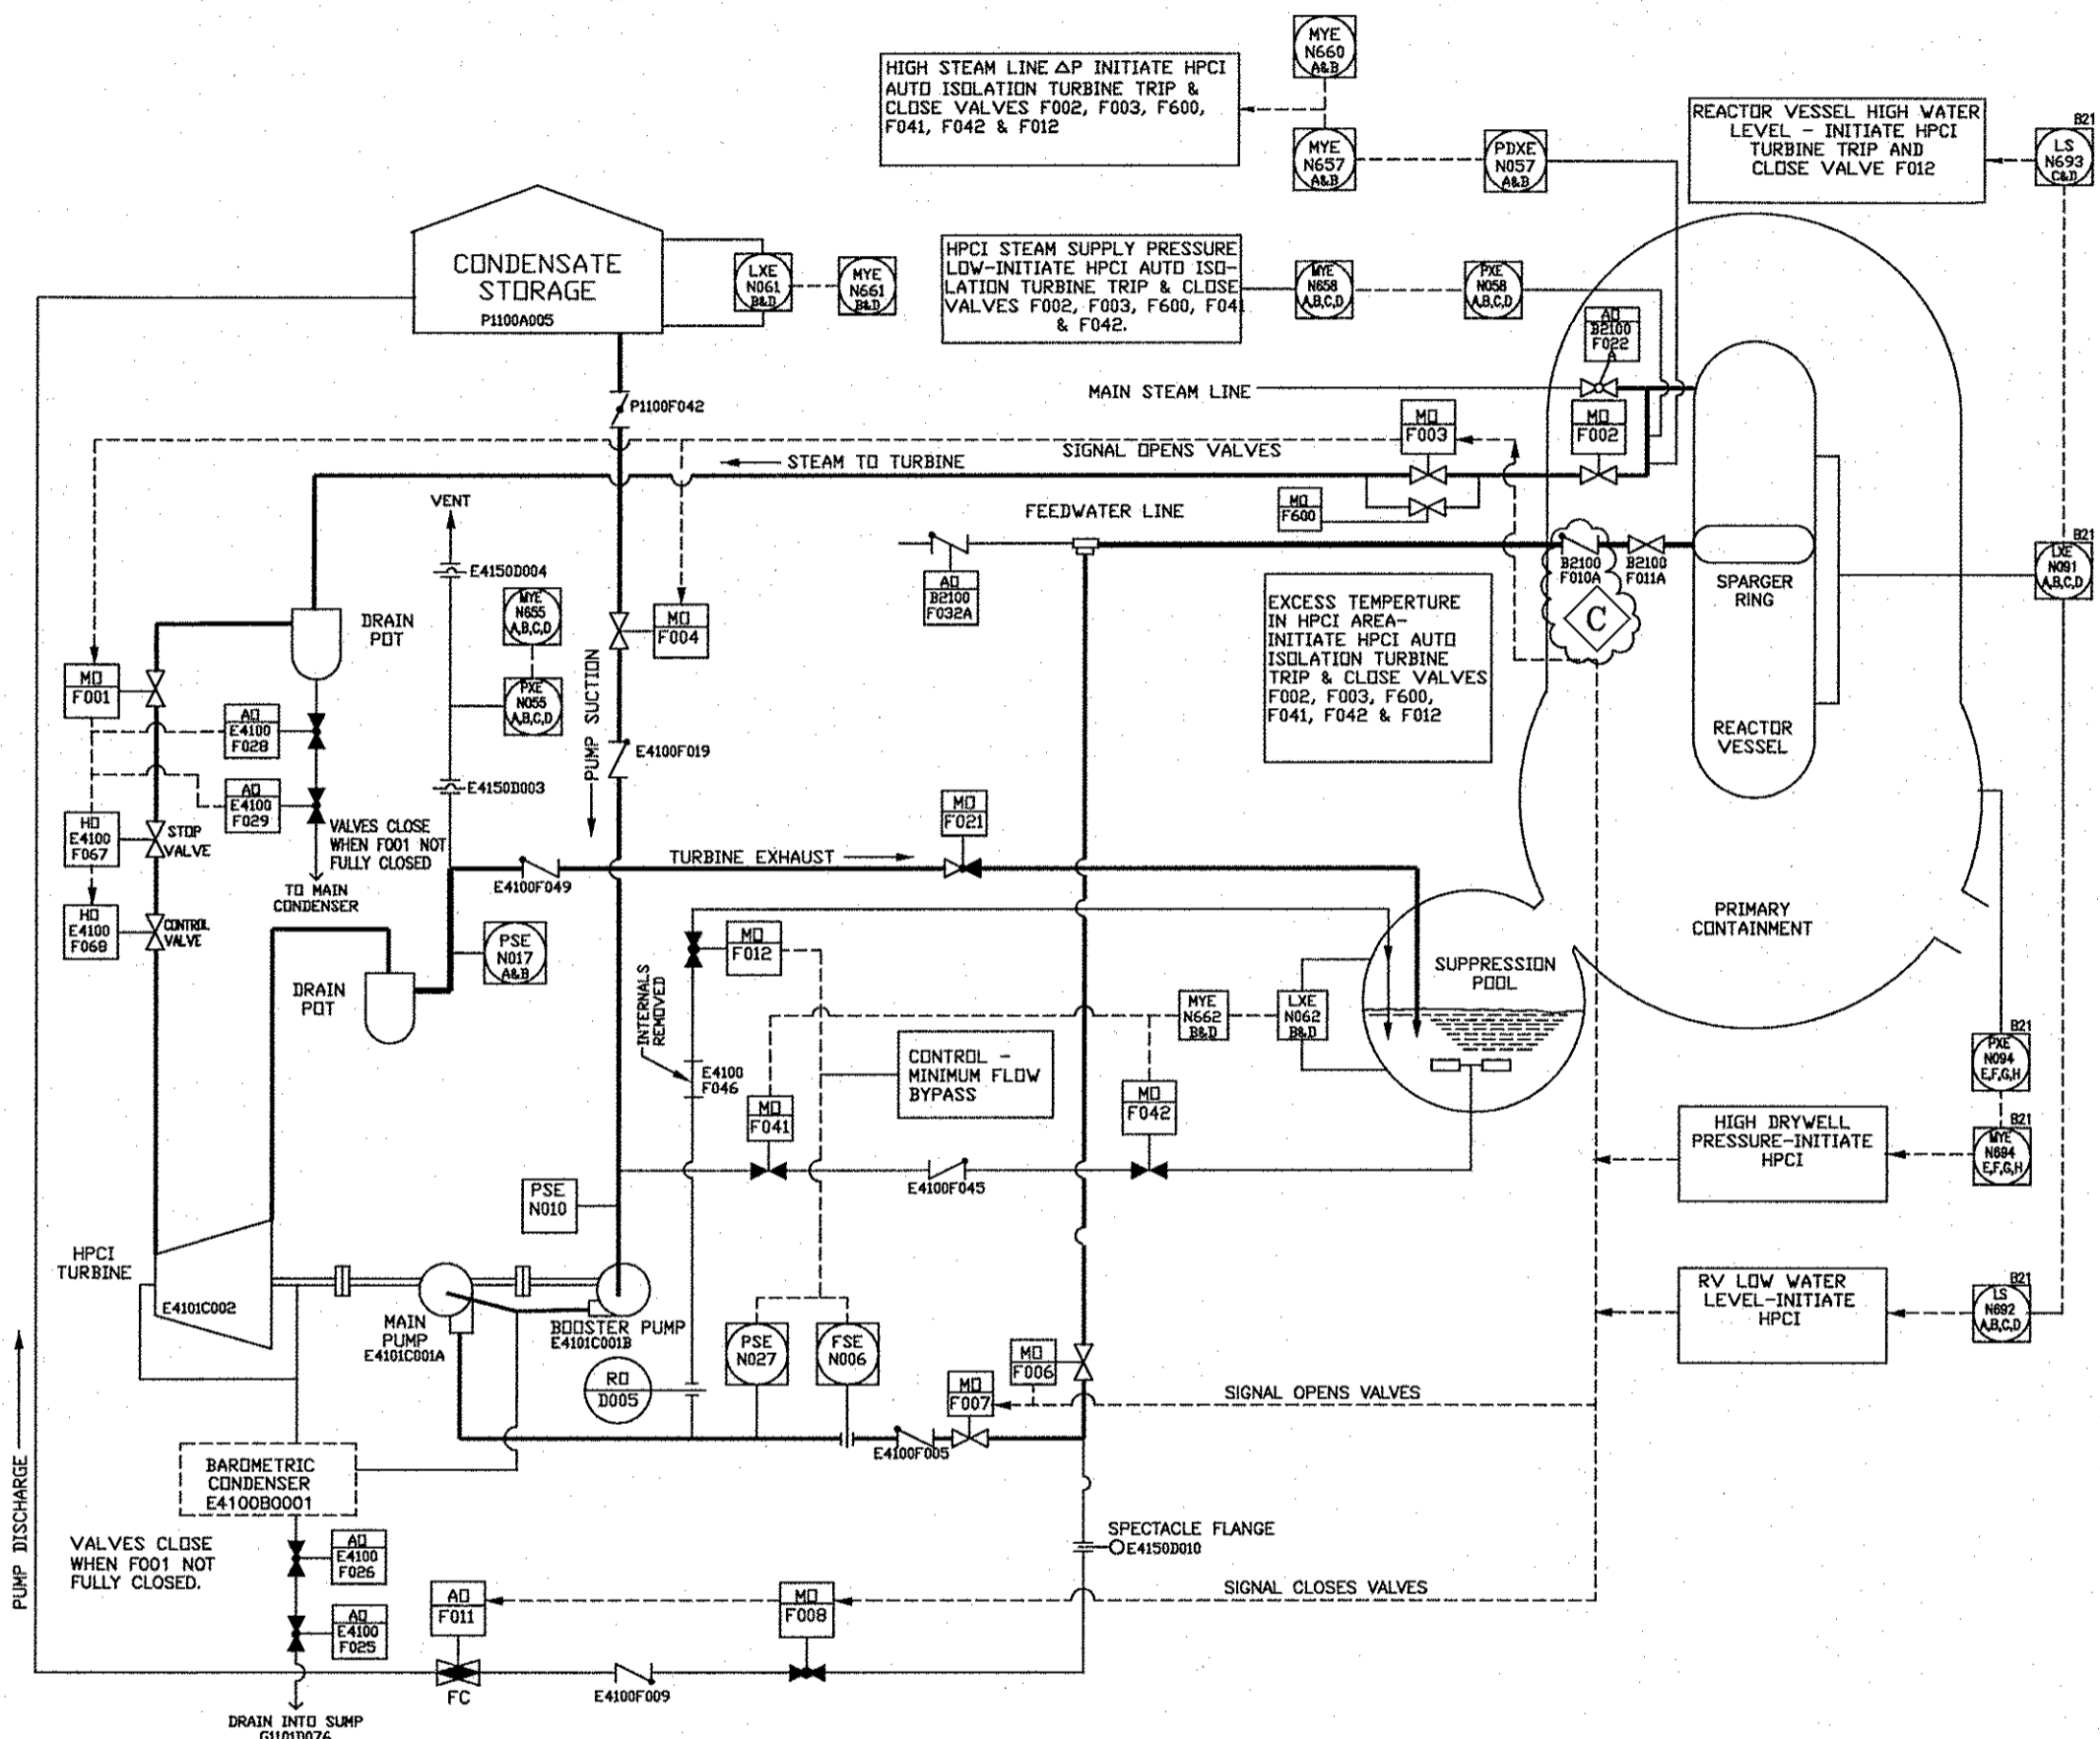 MYE
N660
A&B
HIGH STEAM LINE ΔP INITIATE HPCI
AUTO ISOLATION TURBINE TRIP &
CLOSE VALVES F002, F003, F600,
F041, F042 & F012
MYE
N657
A&B
PDXE
N057
A&B
REACTOR VESSEL HIGH WATER
LEVEL - INITIATE HPCI
TURBINE TRIP AND
CLOSE VALVE F012
B21
LS
N693
C&D
CONDENSATE
STORAGE
P1100A005
LXE
N061
B&D
MYE
N661
B&D
HPCI STEAM SUPPLY PRESSURE
LOW-INITIATE HPCI AUTO ISO-
LATION TURBINE TRIP & CLOSE
VALVES F002, F003, F600, F041
& F042.
MYE
N658
A,B,C,D
PXE
N058
A,B,C,D
AO
B2100
F022
A
MAIN STEAM LINE
P1100F042
MO
F003
MO
F002
SIGNAL OPENS VALVES
STEAM TO TURBINE
VENT
FEEDWATER LINE
MO
F600
E4150D004
AO
B2100
F032A
B2100
F010A
B2100
F011A
C
SPARGER
RING
B21
LXE
N091
A,B,C,D
DRAIN
POT
MYE
N655
A,B,C,D
MO
F004
EXCESS TEMPERTURE
IN HPCI AREA-
INITIATE HPCI AUTO
ISOLATION TURBINE
TRIP & CLOSE VALVES
F002, F003, F600,
F041, F042 & F012
MO
F001
PXE
N055
A,B,C,D
PUMP SUCTION
AO
E4100
F028
E4100F019
REACTOR
VESSEL
AO
E4100
F029
E4150D003
HO
E4100
F067
STOP
VALVE
VALVES CLOSE
WHEN F001 NOT
FULLY CLOSED
MO
F021
TURBINE EXHAUST
E4100F049
TO MAIN
CONDENSER
HO
E4100
F068
CONTROL
VALVE
PSE
N017
A&B
MO
F012
PRIMARY
CONTAINMENT
DRAIN
POT
INTERNALS
REMOVED
SUPPRESSION
POOL
MYE
N662
B&D
LXE
N062
B&D
E4100
F046
CONTROL -
MINIMUM FLOW
BYPASS
MO
F041
MO
F042
B21
PXE
N094
E,F,G,H
HIGH DRYWELL
PRESSURE-INITIATE
HPCI
B21
MYE
N694
E,F,G,H
E4100F045
PSE
N010
HPCI
TURBINE
E4101C002
MAIN
PUMP
E4101C001A
BOOSTER PUMP
E4101C001B
RV LOW WATER
LEVEL-INITIATE
HPCI
B21
LS
N692
A,B,C,D
PSE
N027
FSE
N006
MO
F006
RO
D005
MO
F007
SIGNAL OPENS VALVES
E4100F005
BAROMETRIC
CONDENSER
E4100B0001
PUMP DISCHARGE
SPECTACLE FLANGE
E4150D010
VALVES CLOSE
WHEN F001 NOT
FULLY CLOSED.
AO
E4100
F026
AO
F011
MO
F008
SIGNAL CLOSES VALVES
AO
E4100
F025
FC
E4100F009
DRAIN INTO SUMP
G1101D076